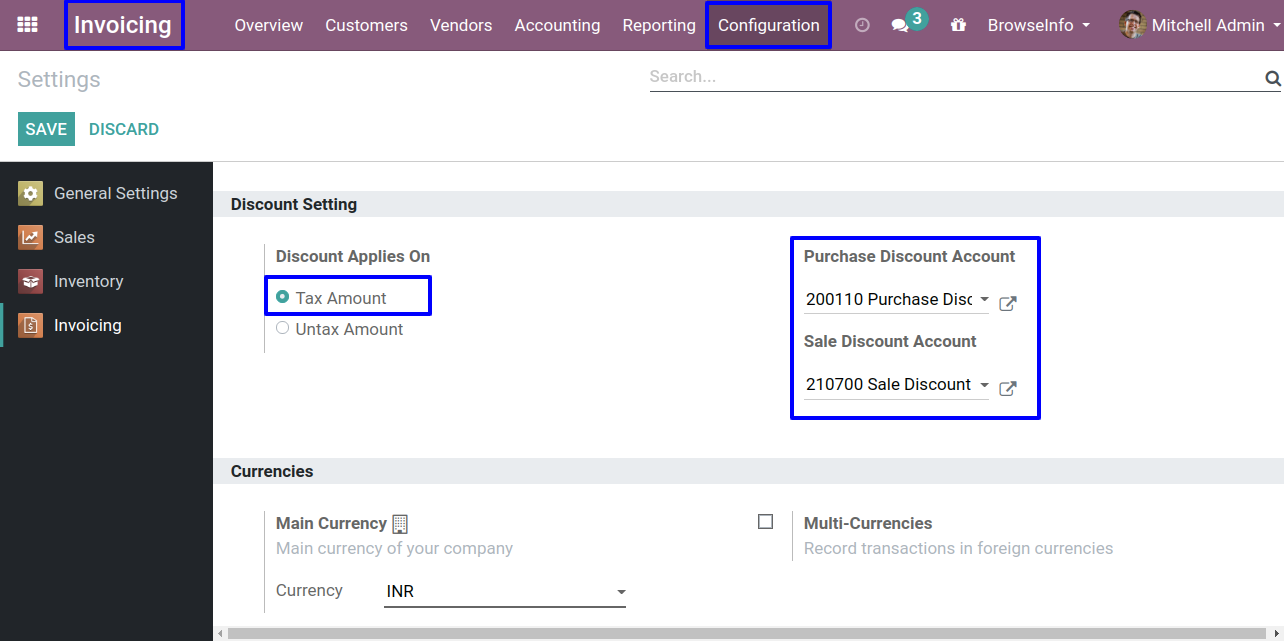 Invoicing Overview Customers Vendors Accounting Reporting Configuration 3 BrowseInfo Mitchell Admin
Settings
Search...
SAVE DISCARD
General Settings
Sales
Inventory
Invoicing
Discount Setting
Discount Applies On
Tax Amount
Untax Amount
Purchase Discount Account
200110 Purchase Disc
Sale Discount Account
210700 Sale Discount
Currencies
Main Currency
Main currency of your company
Currency INR
Multi-Currencies
Record transactions in foreign currencies